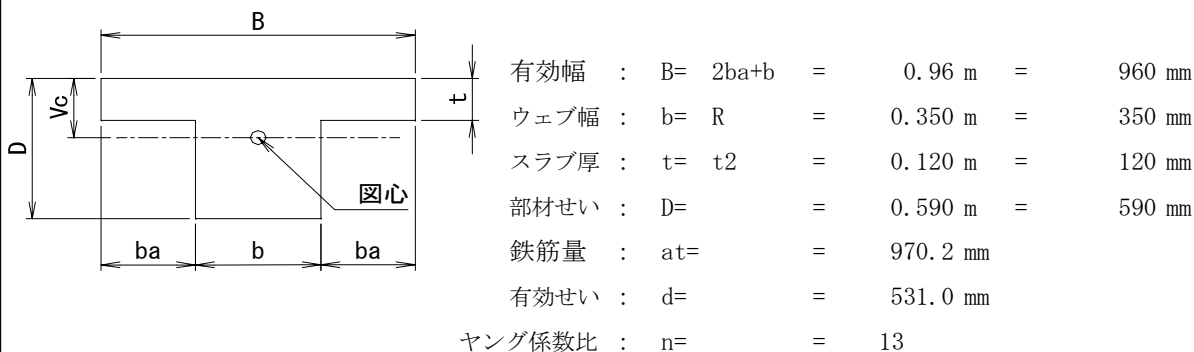 B
Vc
t
D
図心
ba b ba
有効幅 : B= 2ba+b = 0.96 m = 960 mm
ウェブ幅 : b= R = 0.350 m = 350 mm
スラブ厚 : t= t2 = 0.120 m = 120 mm
部材せい : D= = 0.590 m = 590 mm
鉄筋量 : at= = 970.2 mm
有効せい : d= = 531.0 mm
ヤング係数比 : n= = 13